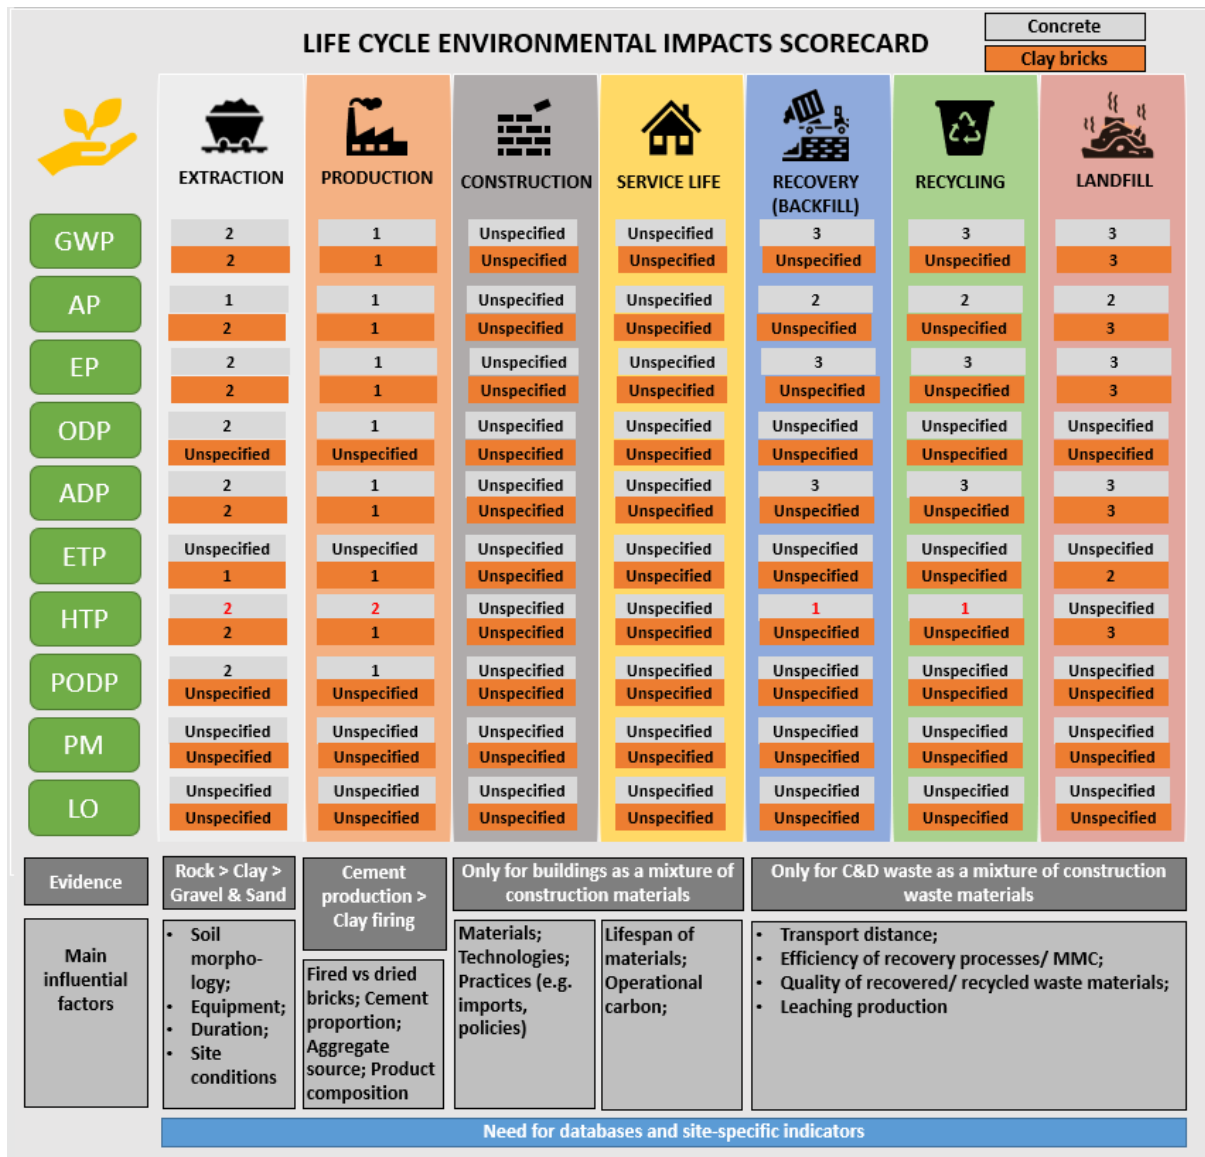 LIFE CYCLE ENVIRONMENTAL IMPACTS SCORECARD
Concrete
Clay bricks
EXTRACTION
PRODUCTION
CONSTRUCTION
SERVICE LIFE
RECOVERY
(BACKFILL)
RECYCLING
LANDFILL
GWP
2 1 Unspecified Unspecified 3 3 3
2 1 Unspecified Unspecified Unspecified Unspecified 3
AP
1 1 Unspecified Unspecified 2 2 2
2 1 Unspecified Unspecified Unspecified Unspecified 3
EP
2 1 Unspecified Unspecified 3 3 3
2 1 Unspecified Unspecified Unspecified Unspecified 3
ODP
2 1 Unspecified Unspecified Unspecified Unspecified Unspecified
Unspecified Unspecified Unspecified Unspecified Unspecified Unspecified Unspecified
ADP
2 1 Unspecified Unspecified 3 3 3
2 1 Unspecified Unspecified Unspecified Unspecified 3
ETP
Unspecified Unspecified Unspecified Unspecified Unspecified Unspecified Unspecified
1 1 Unspecified Unspecified Unspecified Unspecified 2
HTP
2 2 Unspecified Unspecified 1 1 Unspecified
2 1 Unspecified Unspecified Unspecified Unspecified 3
PODP
2 1 Unspecified Unspecified Unspecified Unspecified Unspecified
Unspecified Unspecified Unspecified Unspecified Unspecified Unspecified Unspecified
PM
Unspecified Unspecified Unspecified Unspecified Unspecified Unspecified Unspecified
Unspecified Unspecified Unspecified Unspecified Unspecified Unspecified Unspecified
LO
Unspecified Unspecified Unspecified Unspecified Unspecified Unspecified Unspecified
Unspecified Unspecified Unspecified Unspecified Unspecified Unspecified Unspecified
Evidence
Rock > Clay >
Gravel & Sand
Cement
production >
Clay firing
Only for buildings as a mixture of
construction materials
Only for C&D waste as a mixture of construction
waste materials
Main
influential
factors
• Soil
morpho-
logy;
• Equipment;
• Duration;
• Site
conditions
Fired vs dried
bricks; Cement
proportion;
Aggregate
source; Product
composition
Materials;
Technologies;
Practices (e.g.
imports,
policies)
Lifespan of
materials;
Operational
carbon;
• Transport distance;
• Efficiency of recovery processes/ MMC;
• Quality of recovered/ recycled waste materials;
• Leaching production
Need for databases and site-specific indicators